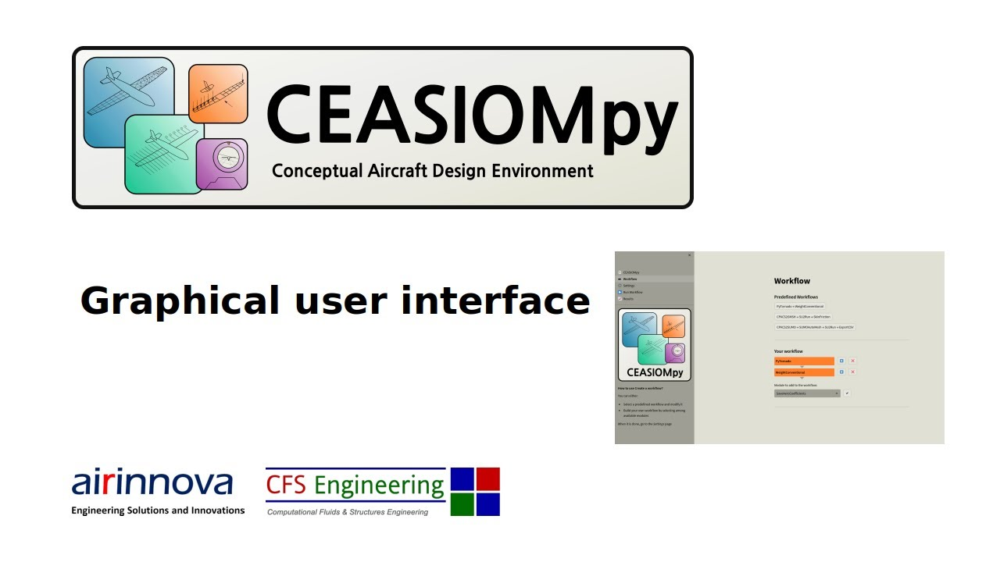 CEASIOMpy
Conceptual Aircraft Design Environment
Graphical user interface
CEASIOMpy
Workflow
Settings
Run Workflow
Results
CEASIOMpy
How to use Create a workflow?
You can either:
• Select a predefined workflow and modify it
• Build your own workflow by selecting among
available modules
When it is done, go to the settings page
Workflow
Predefined Workflows
PyTornado → WeightConventional
CPACS2GMSH → SU2Run → SkinFriction
CPACS2SUMO → SUMOAutoMesh → SU2Run → ExportCSV
Your workflow
PyTornado
WeightConventional
Module to add to the workflow:
SaveAeroCoefficients
airinnova
Engineering Solutions and Innovations
CFS Engineering
Computational Fluids & Structures Engineering